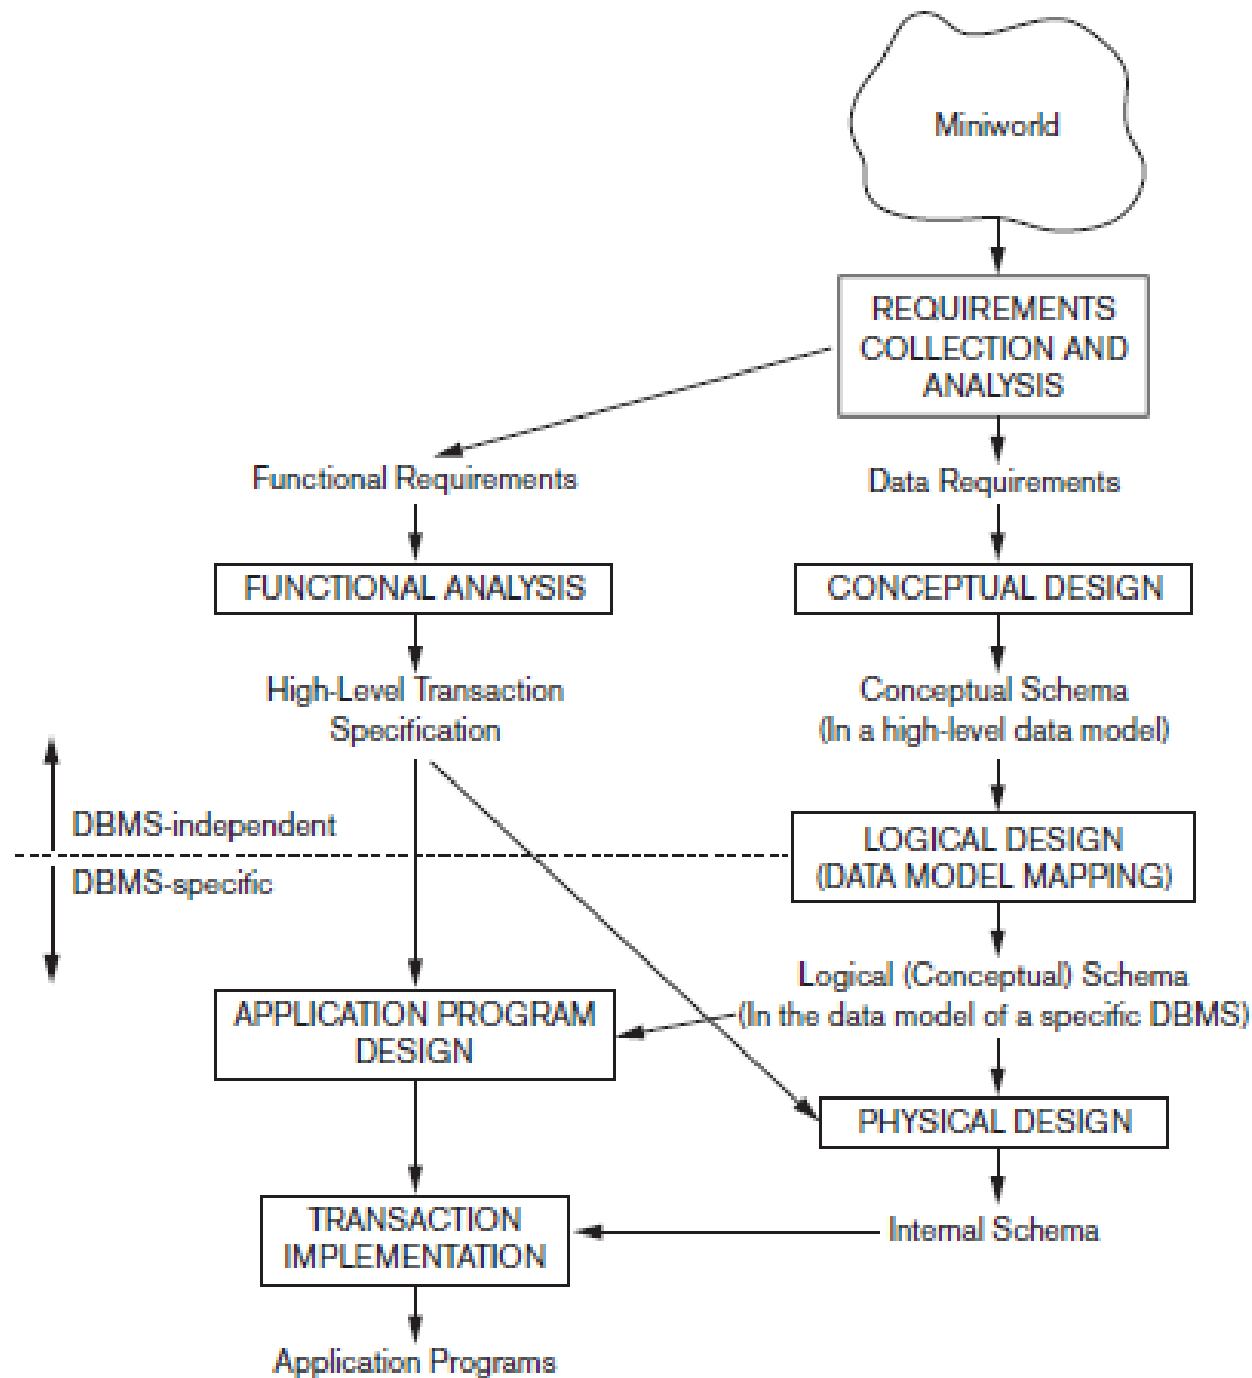 Miniworld
REQUIREMENTS
COLLECTION AND
ANALYSIS
Functional Requirements
Data Requirements
FUNCTIONAL ANALYSIS
CONCEPTUAL DESIGN
High-Level Transaction
Specification
Conceptual Schema
(In a high-level data model)
DBMS-independent
DBMS-specific
LOGICAL DESIGN
(DATA MODEL MAPPING)
Logical (Conceptual) Schema
(In the data model of a specific DBMS)
APPLICATION PROGRAM
DESIGN
PHYSICAL DESIGN
TRANSACTION
IMPLEMENTATION
Internal Schema
Application Programs